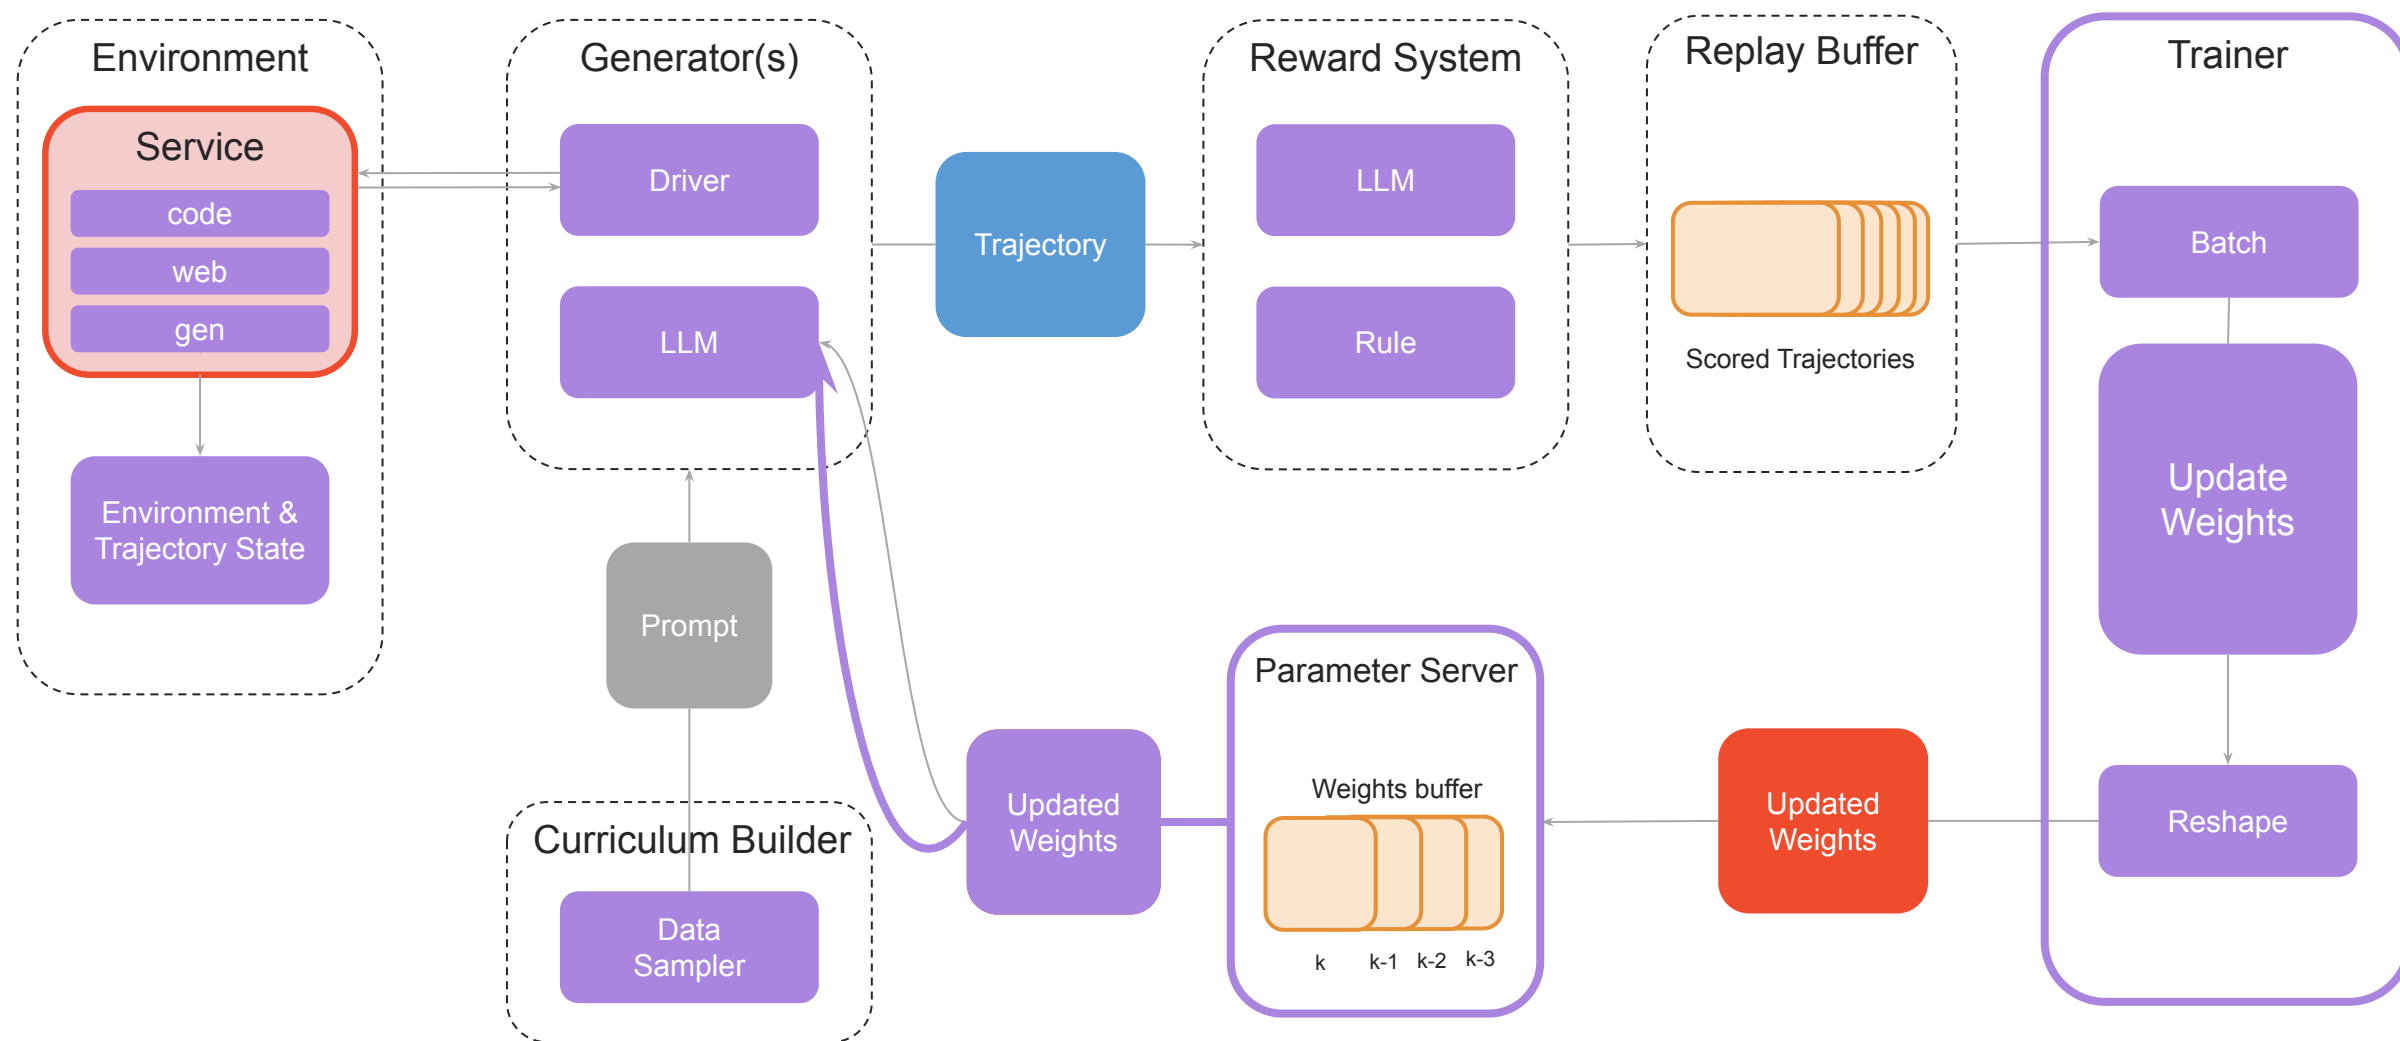 Environment
Service
code
web
gen
Environment &
Trajectory State
Generator(s)
Driver
LLM
Prompt
Curriculum Builder
Data
Sampler
Trajectory
Reward System
LLM
Rule
Replay Buffer
Scored Trajectories
Trainer
Batch
Update
Weights
Reshape
Updated
Weights
Parameter Server
Weights buffer
k
k-1
k-2
k-3
Updated
Weights